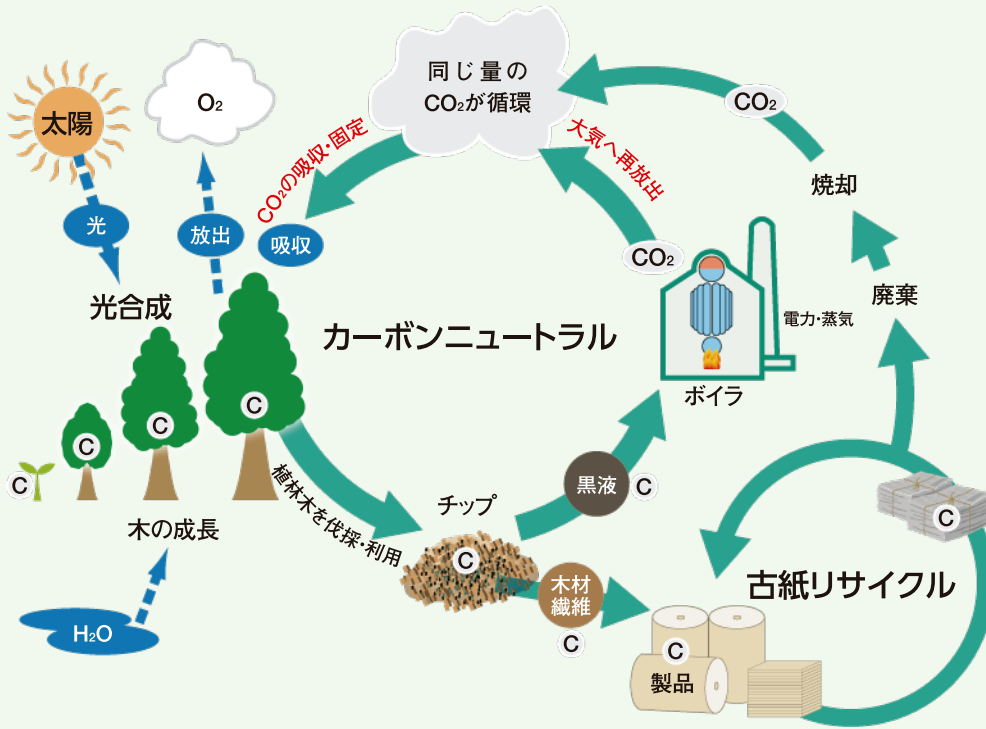 太陽
O₂
同じ量の
CO₂が循環
CO₂
CO₂の吸収・固定
大気へ再放出
焼却
光
放出
吸収
CO₂
廃棄
光合成
電力・蒸気
カーボンニュートラル
ボイラ
C
C
C
C
植林木を伐採・利用
チップ
黒液
C
C
木の成長
C
木材
繊維
C
古紙リサイクル
H₂O
C
製品